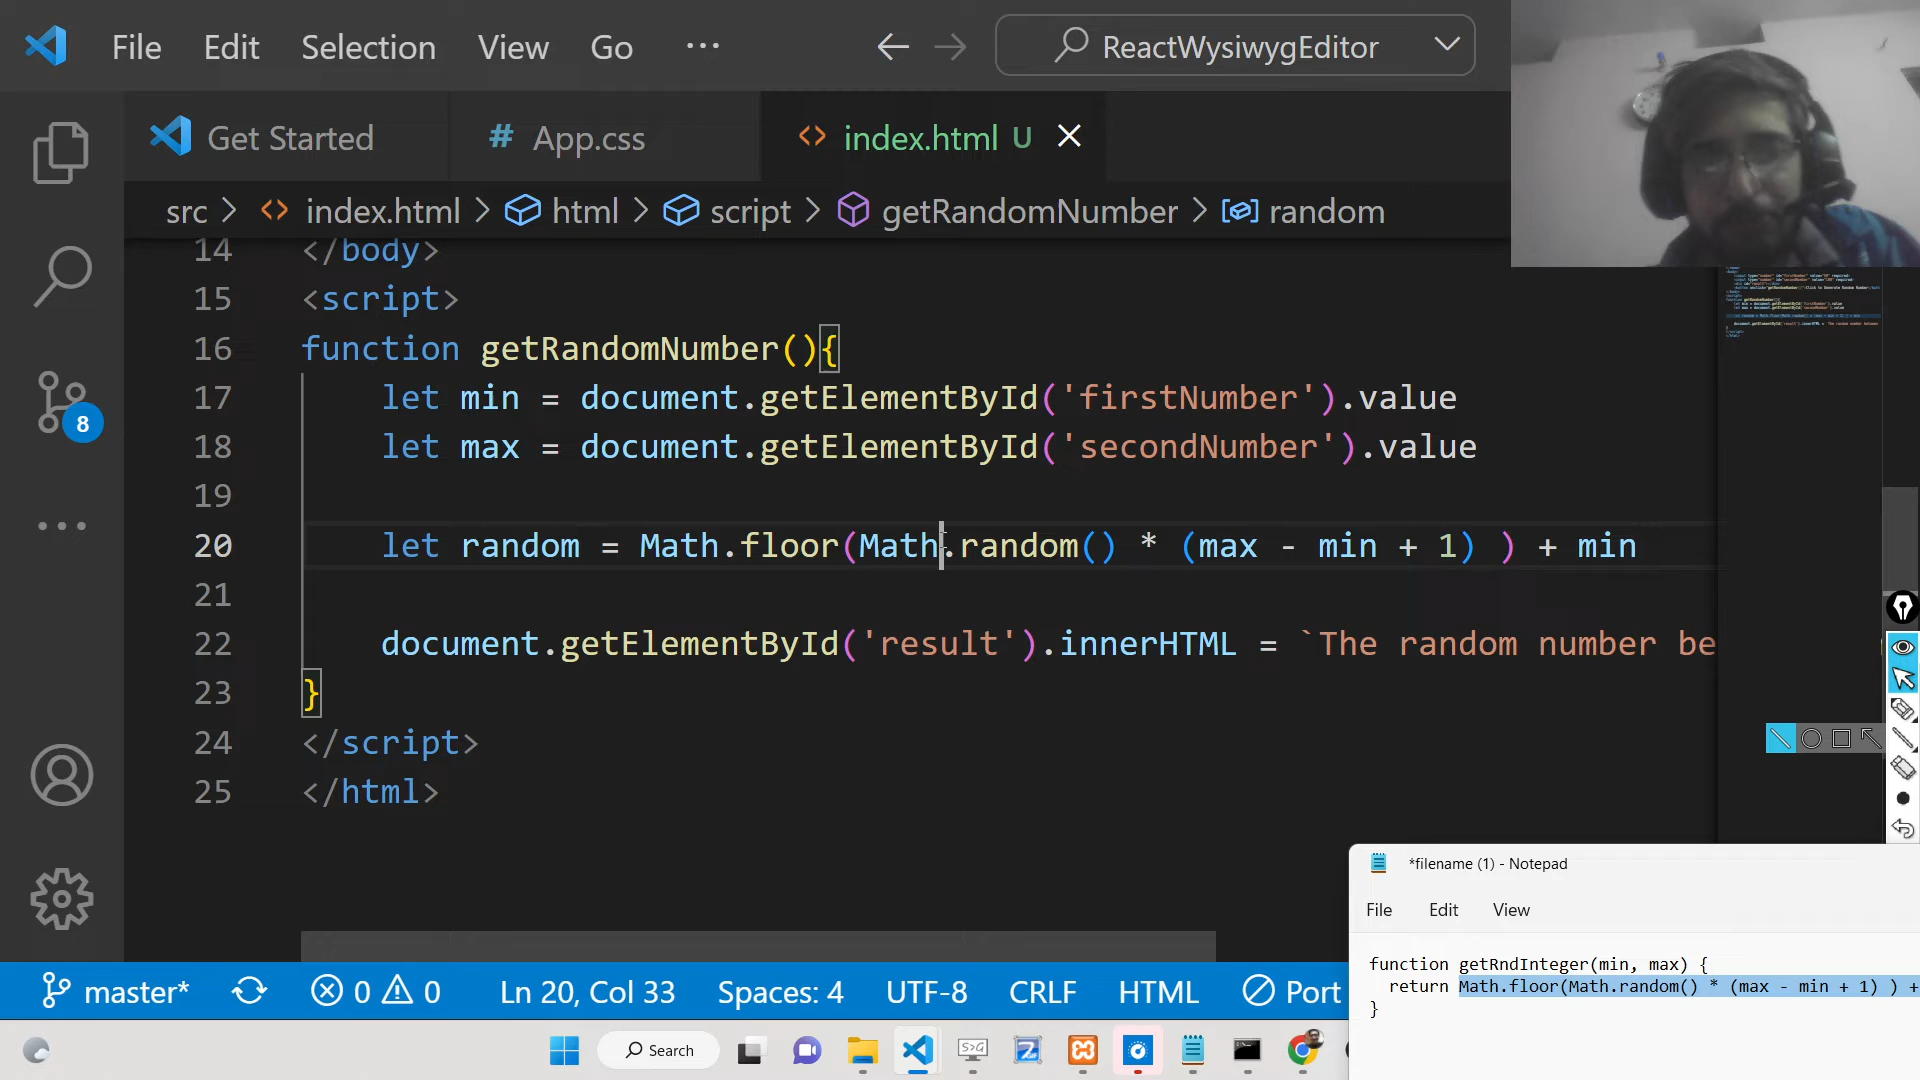 File Edit Selection View Go ... ReactWysiwygEditor
Get Started # App.css <> index.html U
src > <> index.html > html > script > getRandomNumber > random
14 </body>
15 <script>
16 function getRandomNumber(){
17 let min = document.getElementById('firstNumber').value
18 let max = document.getElementById('secondNumber').value
19
20 let random = Math.floor(Math.random() * (max - min + 1) ) + min
21
22 document.getElementById('result').innerHTML = `The random number be
23 }
24 </script>
25 </html>
8
master* 0 0 Ln 20, Col 33 Spaces: 4 UTF-8 CRLF HTML Port
*filename (1) - Notepad
File Edit View
function getRndInteger(min, max) {
return Math.floor(Math.random() * (max - min + 1) ) +
}
Search